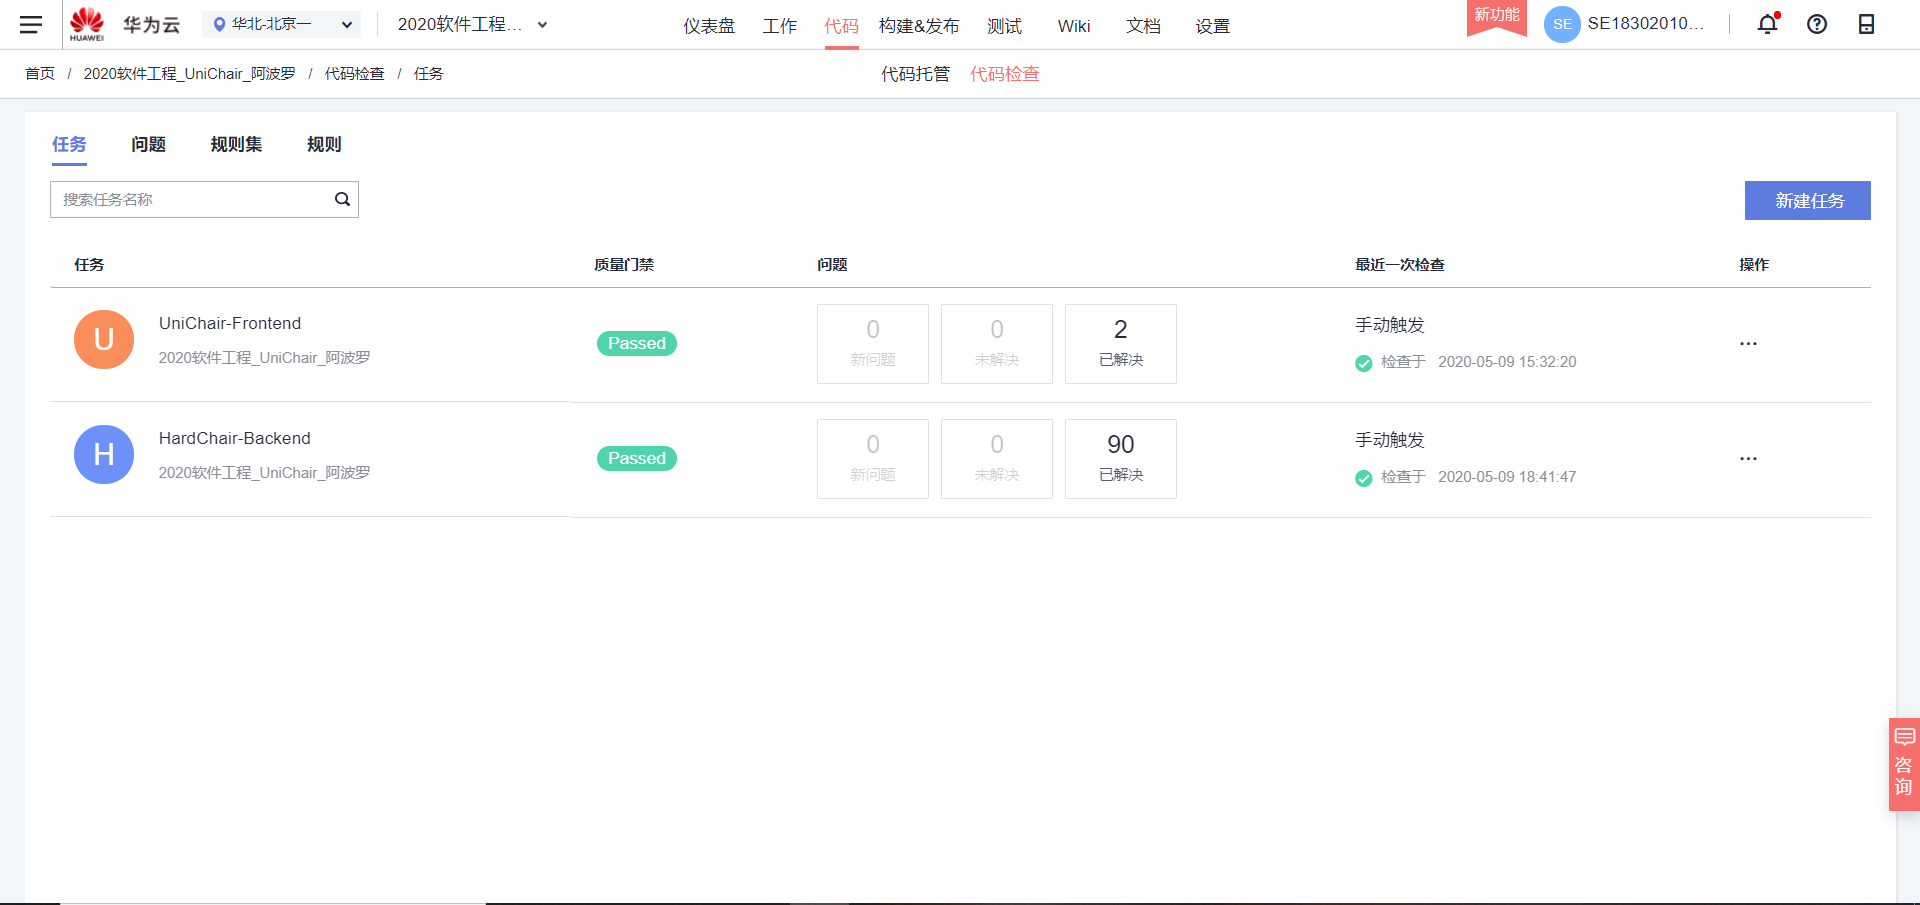 HUAWEI 华为云 华北-北京一 2020软件工程... 仪表盘 工作 代码 构建&发布 测试 Wiki 文档 设置 新功能 SE SE18302010...
首页 / 2020软件工程_UniChair_阿波罗 / 代码检查 / 任务 代码托管 代码检查
任务 问题 规则集 规则
搜索任务名称 新建任务
任务 质量门禁 问题 最近一次检查 操作
U UniChair-Frontend 2020软件工程_UniChair_阿波罗 Passed 0 新问题 0 未解决 2 已解决 手动触发 检查于 2020-05-09 15:32:20 ...
H HardChair-Backend 2020软件工程_UniChair_阿波罗 Passed 0 新问题 0 未解决 90 已解决 手动触发 检查于 2020-05-09 18:41:47 ...
咨询